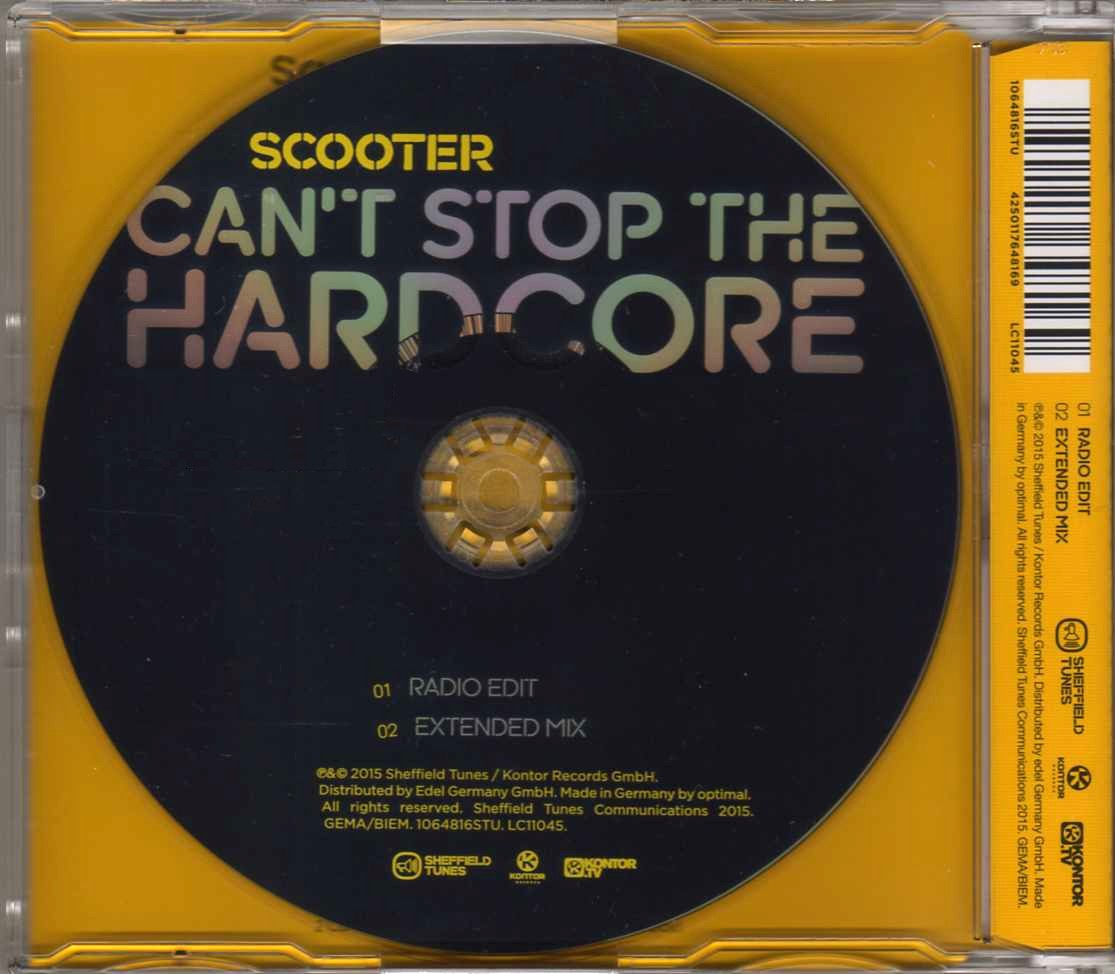 SCOOTER
CAN'T STOP THE
HARDCORE
01 RADIO EDIT
02 EXTENDED MIX
℗&© 2015 Sheffield Tunes / Kontor Records GmbH.
Distributed by Edel Germany GmbH. Made in Germany by optimal.
All rights reserved. Sheffield Tunes Communications 2015.
GEMA/BIEM. 1064816STU. LC11045.
SHEFFIELD
TUNES
KONTOR
RECORDS
KONTOR
.TV
1064816STU 4250117648169 LC11045
01 RADIO EDIT
02 EXTENDED MIX
℗&© 2015 Sheffield Tunes / Kontor Records GmbH. Distributed by edel Germany GmbH. Made
in Germany by optimal. All rights reserved. Sheffield Tunes Communications 2015. GEMA/BIEM.
SHEFFIELD
TUNES
KONTOR
RECORDS
KONTOR
.TV